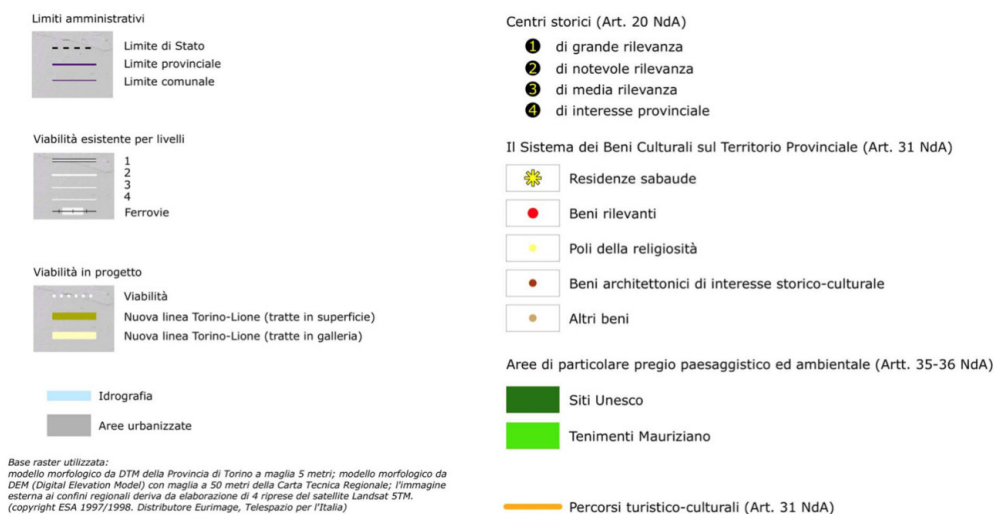 Limiti amministrativi
Limite di Stato
Limite provinciale
Limite comunale
Viabilità esistente per livelli
1
2
3
4
Ferrovie
Viabilità in progetto
Viabilità
Nuova linea Torino-Lione (tratte in superficie)
Nuova linea Torino-Lione (tratte in galleria)
Idrografia
Aree urbanizzate
Base raster utilizzata:
modello morfologico da DTM della Provincia di Torino a maglia 5 metri; modello morfologico da
DEM (Digital Elevation Model) con maglia a 50 metri della Carta Tecnica Regionale; l'immagine
esterna ai confini regionali deriva da elaborazione di 4 riprese del satellite Landsat 5TM.
(copyright ESA 1997/1998. Distributore Eurimage, Telespazio per l'Italia)
Centri storici (Art. 20 NdA)
1 di grande rilevanza
2 di notevole rilevanza
3 di media rilevanza
4 di interesse provinciale
Il Sistema dei Beni Culturali sul Territorio Provinciale (Art. 31 NdA)
Residenze sabaude
Beni rilevanti
Poli della religiosità
Beni architettonici di interesse storico-culturale
Altri beni
Aree di particolare pregio paesaggistico ed ambientale (Artt. 35-36 NdA)
Siti Unesco
Tenimenti Mauriziano
Percorsi turistico-culturali (Art. 31 NdA)